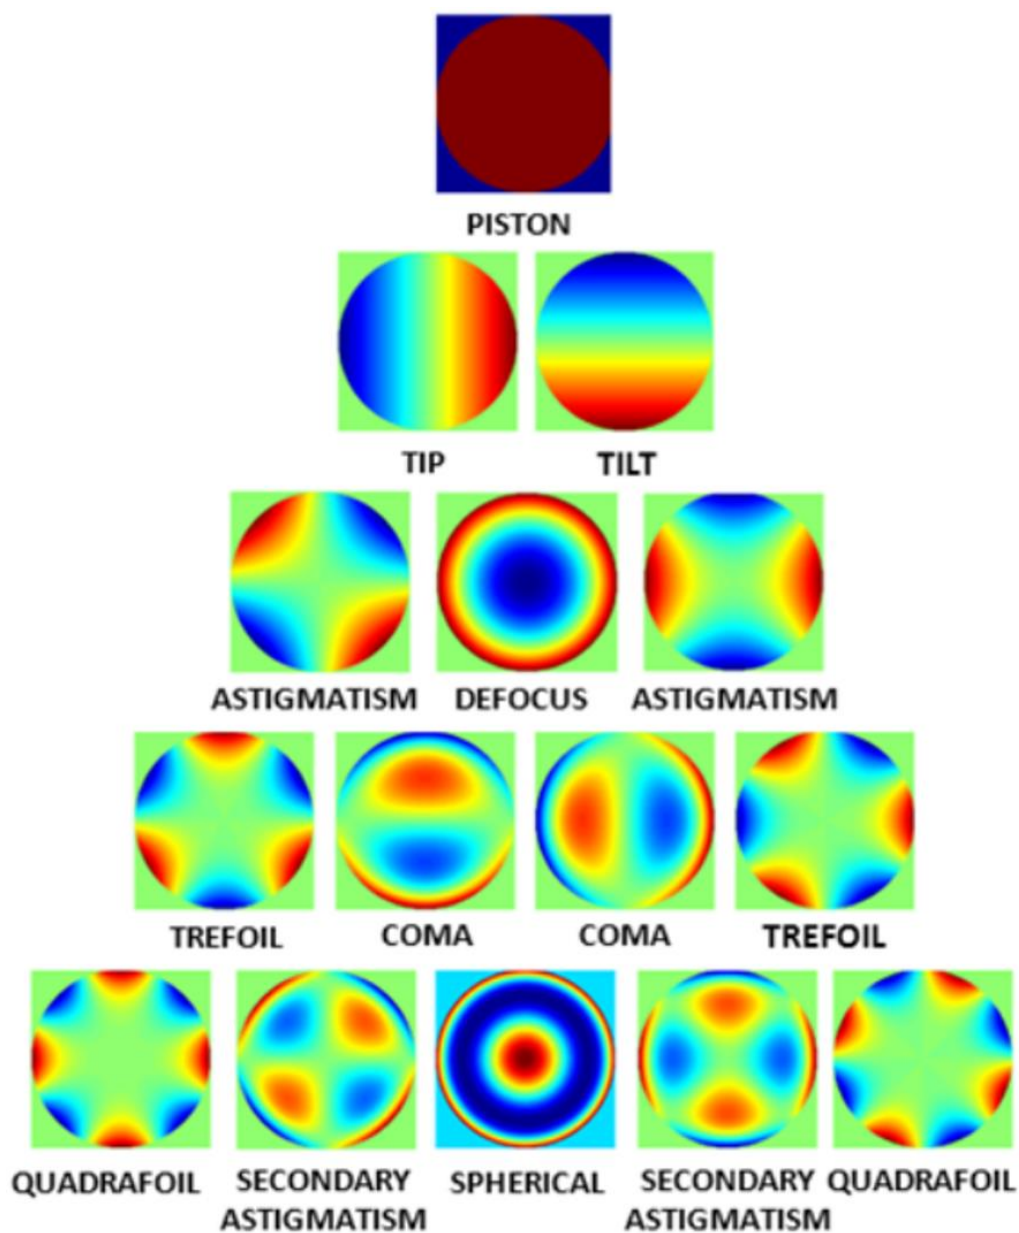 PISTON
TIP
TILT
ASTIGMATISM
DEFOCUS
ASTIGMATISM
TREFOIL
COMA
COMA
TREFOIL
QUADRAFOIL
SECONDARY
ASTIGMATISM
SPHERICAL
SECONDARY
ASTIGMATISM
QUADRAFOIL